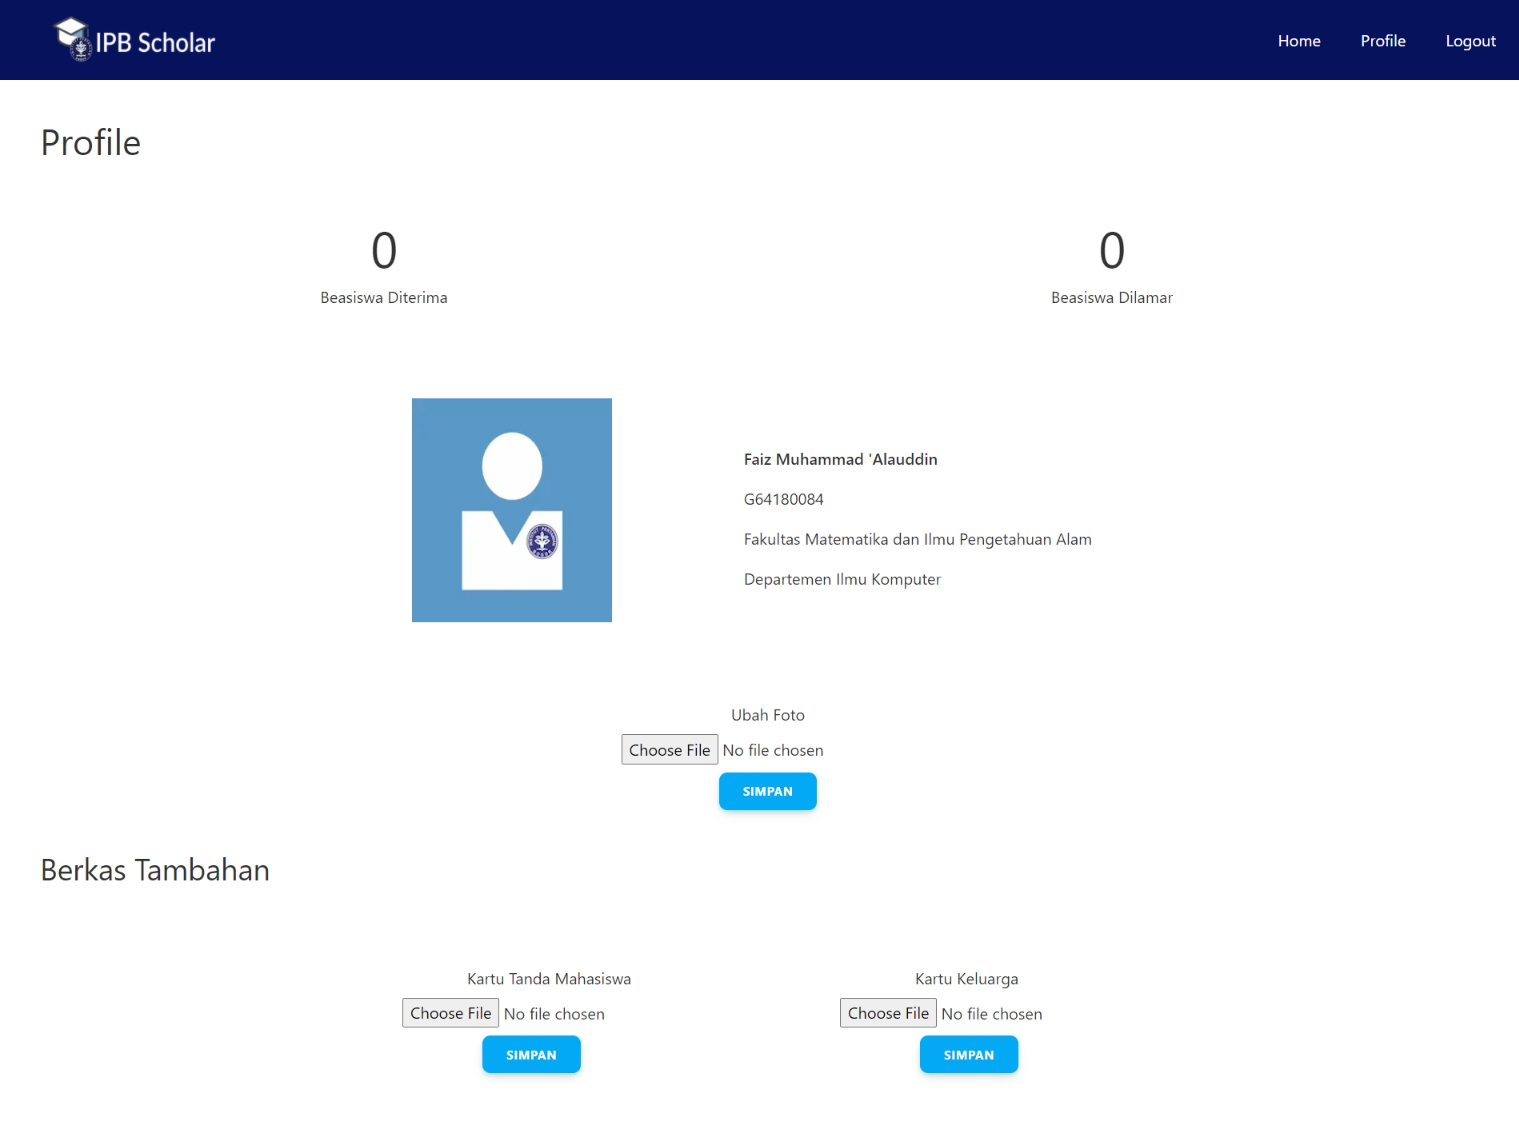 IPB Scholar
Home Profile Logout
Profile
0 0
Beasiswa Diterima Beasiswa Dilamar
Faiz Muhammad 'Alauddin
G64180084
Fakultas Matematika dan Ilmu Pengetahuan Alam
Departemen Ilmu Komputer
Ubah Foto
Choose File No file chosen
SIMPAN
Berkas Tambahan
Kartu Tanda Mahasiswa Kartu Keluarga
Choose File No file chosen Choose File No file chosen
SIMPAN SIMPAN